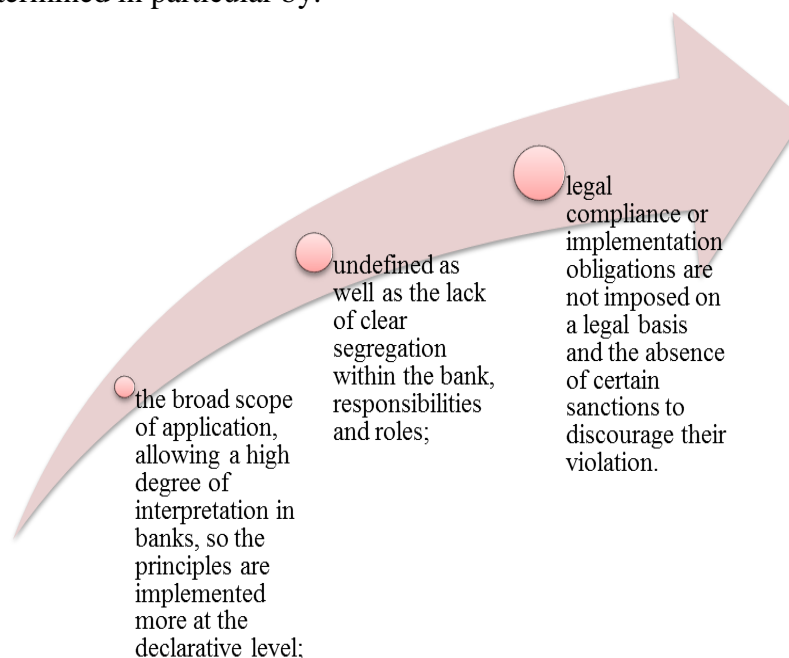 by:
the broad scope
of application,
allowing a high
degree of
interpretation in
banks, so the
principles are
implemented
more at the
declarative level;
undefined as
well as the lack
of clear
segregation
within the bank,
responsibilities
and roles;
legal
compliance or
implementation
obligations are
not imposed on
a legal basis
and the absence
of certain
sanctions to
discourage their
violation.